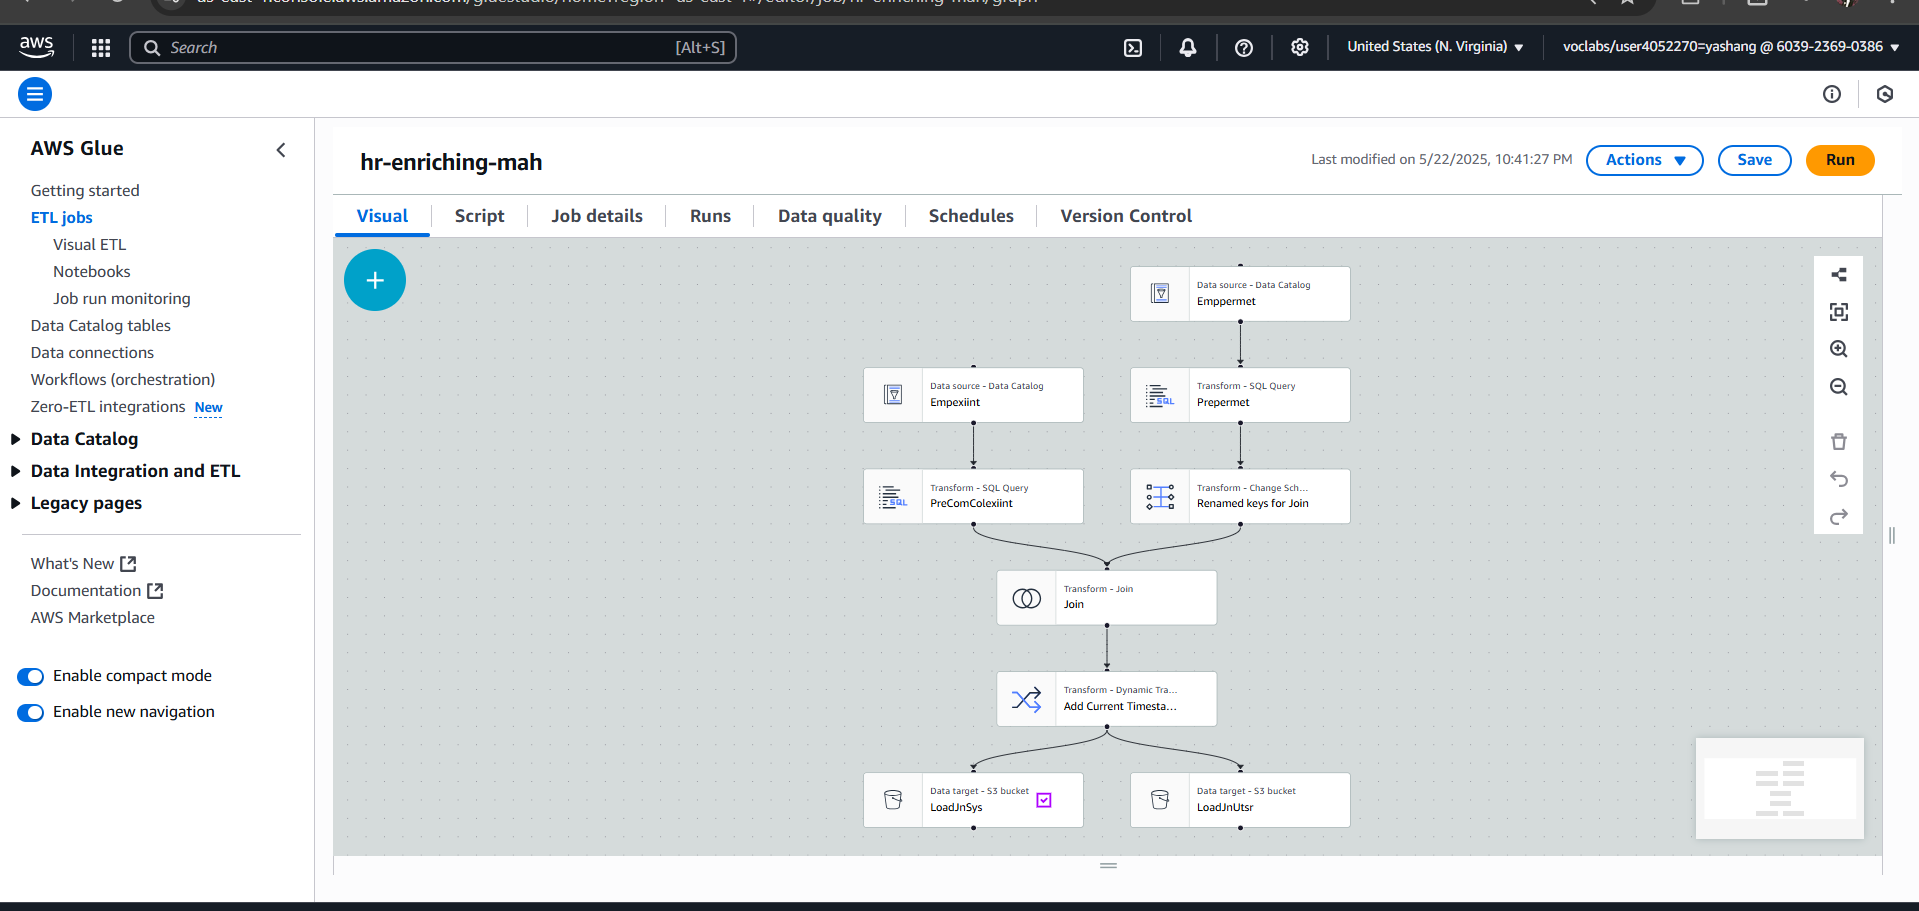 aws
Search
[Alt+S]
United States (N. Virginia)
voclabs/user4052270=yashang @ 6039-2369-0386
AWS Glue
Getting started
ETL jobs
Visual ETL
Notebooks
Job run monitoring
Data Catalog tables
Data connections
Workflows (orchestration)
Zero-ETL integrations New
Data Catalog
Data Integration and ETL
Legacy pages
What's New
Documentation
AWS Marketplace
Enable compact mode
Enable new navigation
hr-enriching-mah
Last modified on 5/22/2025, 10:41:27 PM
Actions
Save
Run
Visual
Script
Job details
Runs
Data quality
Schedules
Version Control
Data source - Data Catalog
Emppermet
Data source - Data Catalog
Empexiint
Transform - SQL Query
Prepermet
Transform - SQL Query
PreComColexiint
Transform - Change Sch...
Renamed keys for Join
Transform - Join
Join
Transform - Dynamic Tra...
Add Current Timesta...
Data target - S3 bucket
LoadJnSys
Data target - S3 bucket
LoadJnUtsr